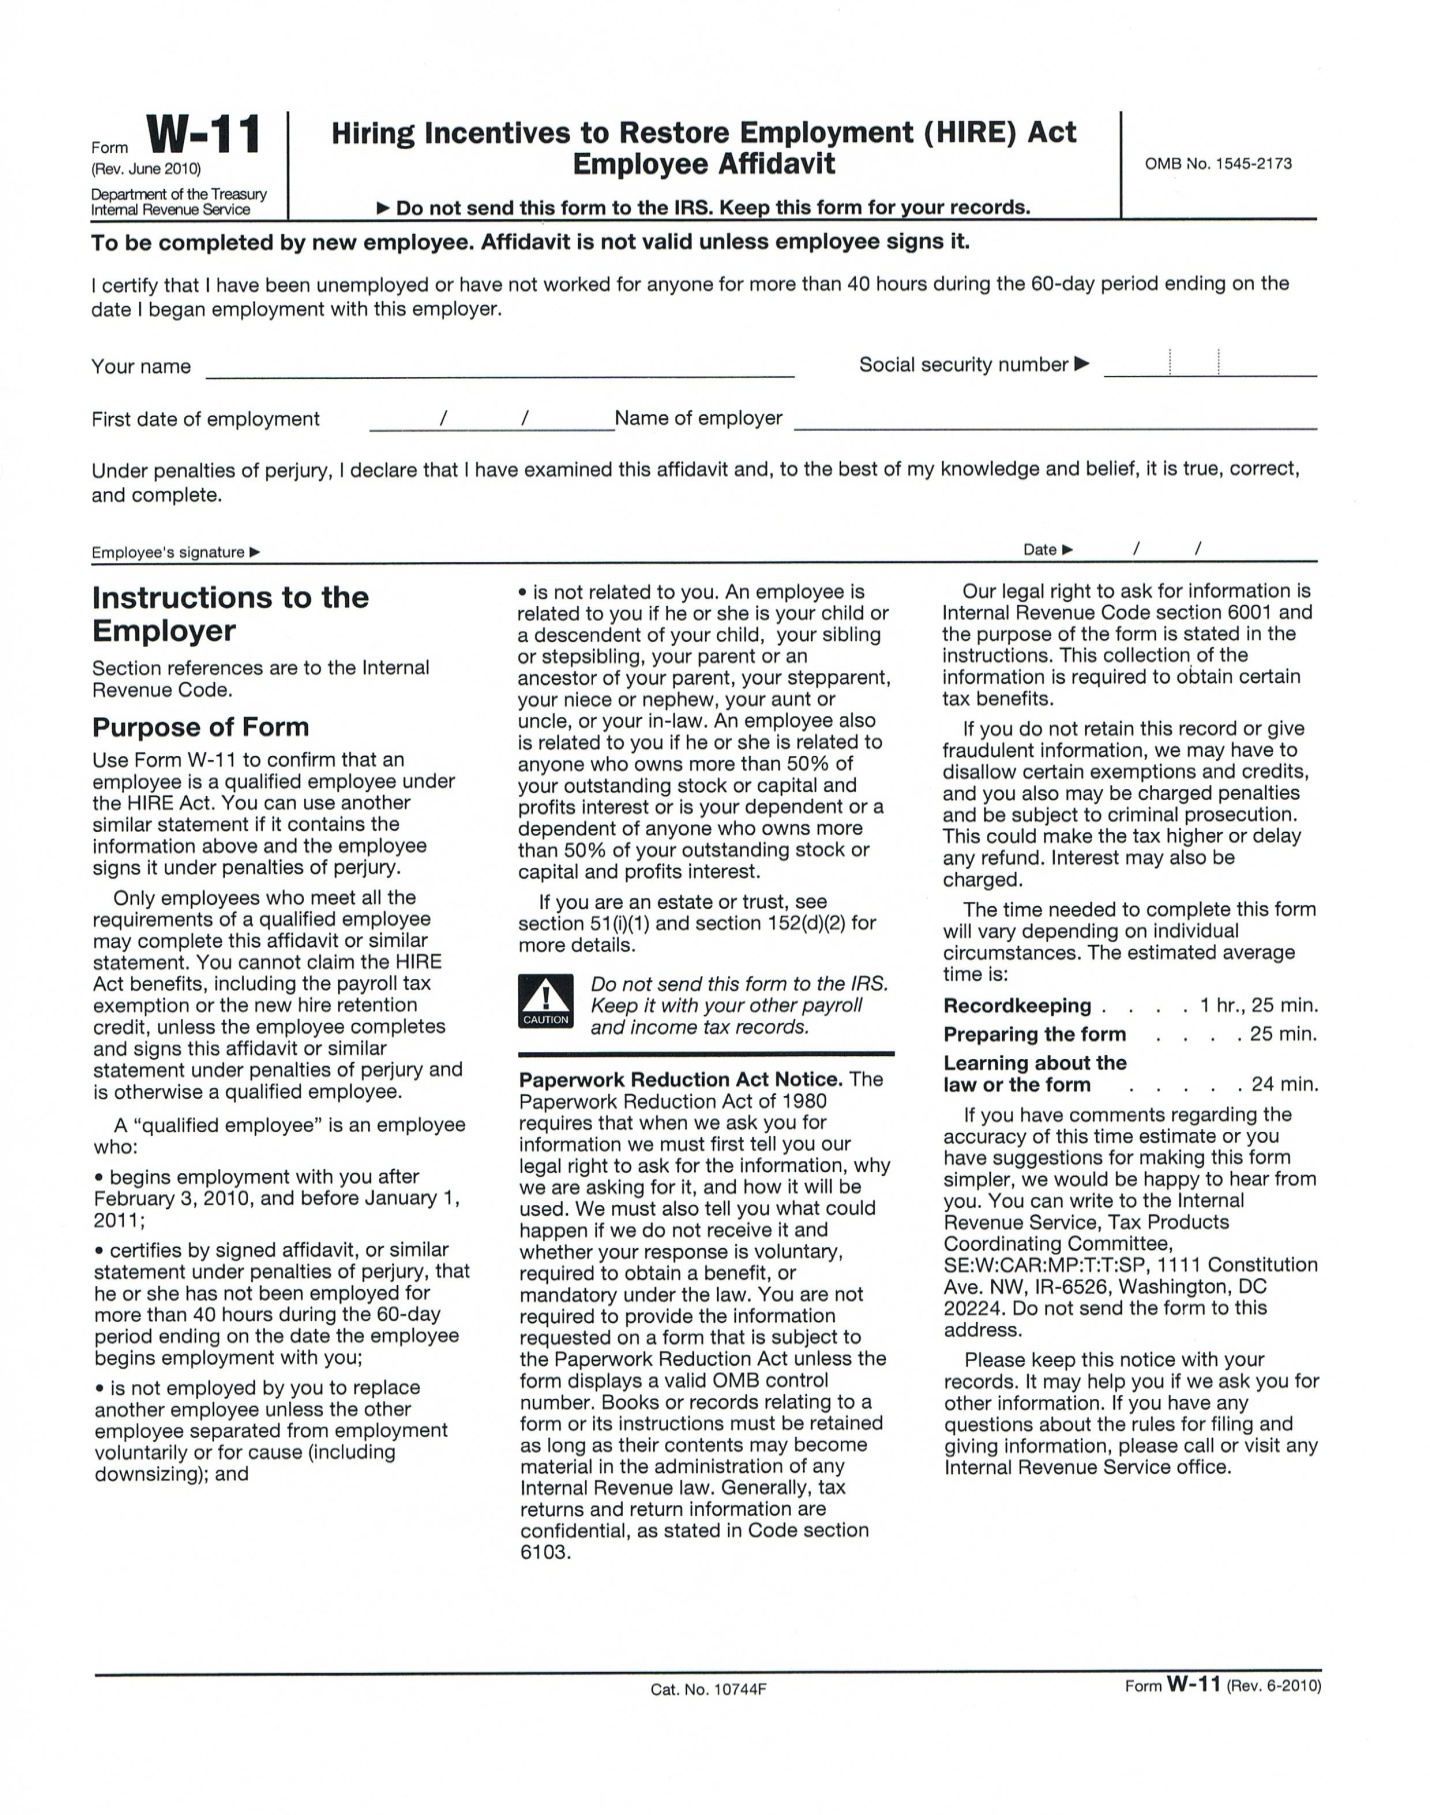 Form W-11
(Rev. June 2010)
Department of the Treasury
Internal Revenue Service
Hiring Incentives to Restore Employment (HIRE) Act
Employee Affidavit
▶ Do not send this form to the IRS. Keep this form for your records.
OMB No. 1545-2173
To be completed by new employee. Affidavit is not valid unless employee signs it.
I certify that I have been unemployed or have not worked for anyone for more than 40 hours during the 60-day period ending on the
date I began employment with this employer.
Your name
Social security number ▶
First date of employment / / Name of employer
Under penalties of perjury, I declare that I have examined this affidavit and, to the best of my knowledge and belief, it is true, correct,
and complete.
Employee's signature ▶
Date ▶ / /
Instructions to the
Employer
Section references are to the Internal
Revenue Code.
Purpose of Form
Use Form W-11 to confirm that an
employee is a qualified employee under
the HIRE Act. You can use another
similar statement if it contains the
information above and the employee
signs it under penalties of perjury.
Only employees who meet all the
requirements of a qualified employee
may complete this affidavit or similar
statement. You cannot claim the HIRE
Act benefits, including the payroll tax
exemption or the new hire retention
credit, unless the employee completes
and signs this affidavit or similar
statement under penalties of perjury and
is otherwise a qualified employee.
A “qualified employee” is an employee
who:
• begins employment with you after
February 3, 2010, and before January 1,
2011;
• certifies by signed affidavit, or similar
statement under penalties of perjury, that
he or she has not been employed for
more than 40 hours during the 60-day
period ending on the date the employee
begins employment with you;
• is not employed by you to replace
another employee unless the other
employee separated from employment
voluntarily or for cause (including
downsizing); and
• is not related to you. An employee is
related to you if he or she is your child or
a descendent of your child, your sibling
or stepsibling, your parent or an
ancestor of your parent, your stepparent,
your niece or nephew, your aunt or
uncle, or your in-law. An employee also
is related to you if he or she is related to
anyone who owns more than 50% of
your outstanding stock or capital and
profits interest or is your dependent or a
dependent of anyone who owns more
than 50% of your outstanding stock or
capital and profits interest.
If you are an estate or trust, see
section 51(i)(1) and section 152(d)(2) for
more details.
CAUTION
Do not send this form to the IRS.
Keep it with your other payroll
and income tax records.
Paperwork Reduction Act Notice. The
Paperwork Reduction Act of 1980
requires that when we ask you for
information we must first tell you our
legal right to ask for the information, why
we are asking for it, and how it will be
used. We must also tell you what could
happen if we do not receive it and
whether your response is voluntary,
required to obtain a benefit, or
mandatory under the law. You are not
required to provide the information
requested on a form that is subject to
the Paperwork Reduction Act unless the
form displays a valid OMB control
number. Books or records relating to a
form or its instructions must be retained
as long as their contents may become
material in the administration of any
Internal Revenue law. Generally, tax
returns and return information are
confidential, as stated in Code section
6103.
Our legal right to ask for information is
Internal Revenue Code section 6001 and
the purpose of the form is stated in the
instructions. This collection of the
information is required to obtain certain
tax benefits.
If you do not retain this record or give
fraudulent information, we may have to
disallow certain exemptions and credits,
and you also may be charged penalties
and be subject to criminal prosecution.
This could make the tax higher or delay
any refund. Interest may also be
charged.
The time needed to complete this form
will vary depending on individual
circumstances. The estimated average
time is:
Recordkeeping . . . . 1 hr., 25 min.
Preparing the form . . . . 25 min.
Learning about the
law or the form . . . . . 24 min.
If you have comments regarding the
accuracy of this time estimate or you
have suggestions for making this form
simpler, we would be happy to hear from
you. You can write to the Internal
Revenue Service, Tax Products
Coordinating Committee,
SE:W:CAR:MP:T:T:SP, 1111 Constitution
Ave. NW, IR-6526, Washington, DC
20224. Do not send the form to this
address.
Please keep this notice with your
records. It may help you if we ask you for
other information. If you have any
questions about the rules for filing and
giving information, please call or visit any
Internal Revenue Service office.
Cat. No. 10744F
Form W-11 (Rev. 6-2010)